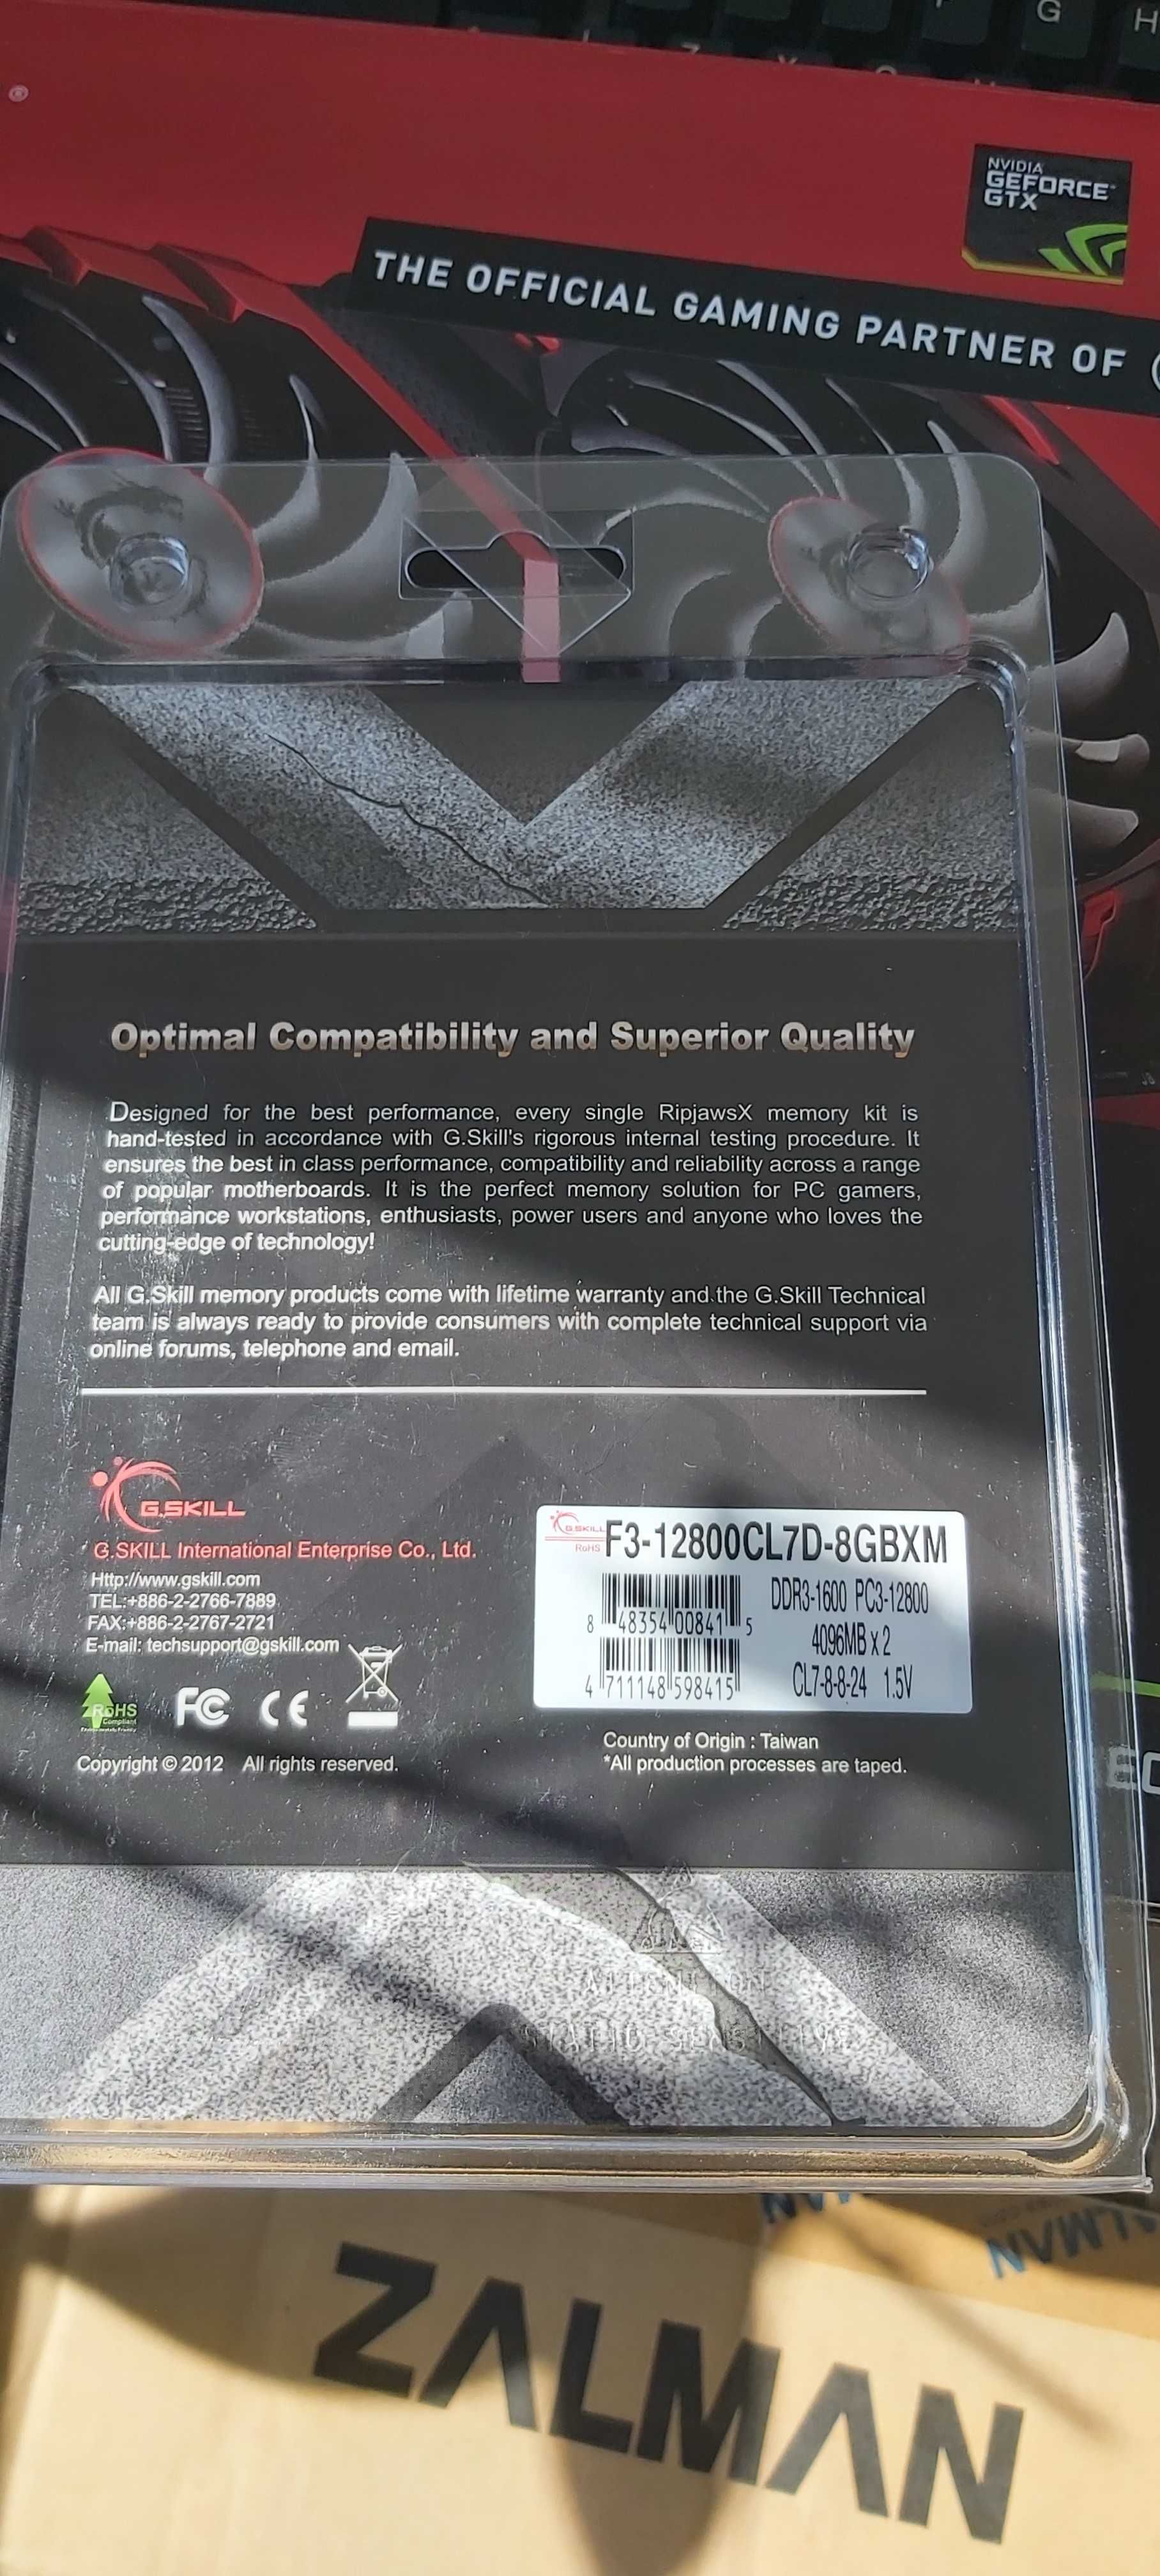 G H
®
NVIDIA
GEFORCE
GTX
THE OFFICIAL GAMING PARTNER OF
Optimal Compatibility and Superior Quality
Designed for the best performance, every single RipjawsX memory kit is
hand-tested in accordance with G.Skill's rigorous internal testing procedure. It
ensures the best in class performance, compatibility and reliability across a range
of popular motherboards. It is the perfect memory solution for PC gamers,
performance workstations, enthusiasts, power users and anyone who loves the
cutting-edge of technology!
All G.Skill memory products come with lifetime warranty and the G.Skill Technical
team is always ready to provide consumers with complete technical support via
online forums, telephone and email.
G.SKILL
G.SKILL International Enterprise Co., Ltd.
Http://www.gskill.com
TEL:+886-2-2766-7889
FAX:+886-2-2767-2721
E-mail: techsupport@gskill.com
RoHS
Compliant
FC CE
Copyright © 2012 All rights reserved.
G.SKILL
RoHS
F3-12800CL7D-8GBXM
8 48354 00841 5
4 711148 598415
DDR3-1600 PC3-12800
4096MB x 2
CL7-8-8-24 1.5V
Country of Origin : Taiwan
*All production processes are taped.
ATTENTION
STATIC SENSITIVE
ZALMAN
ZALMAN